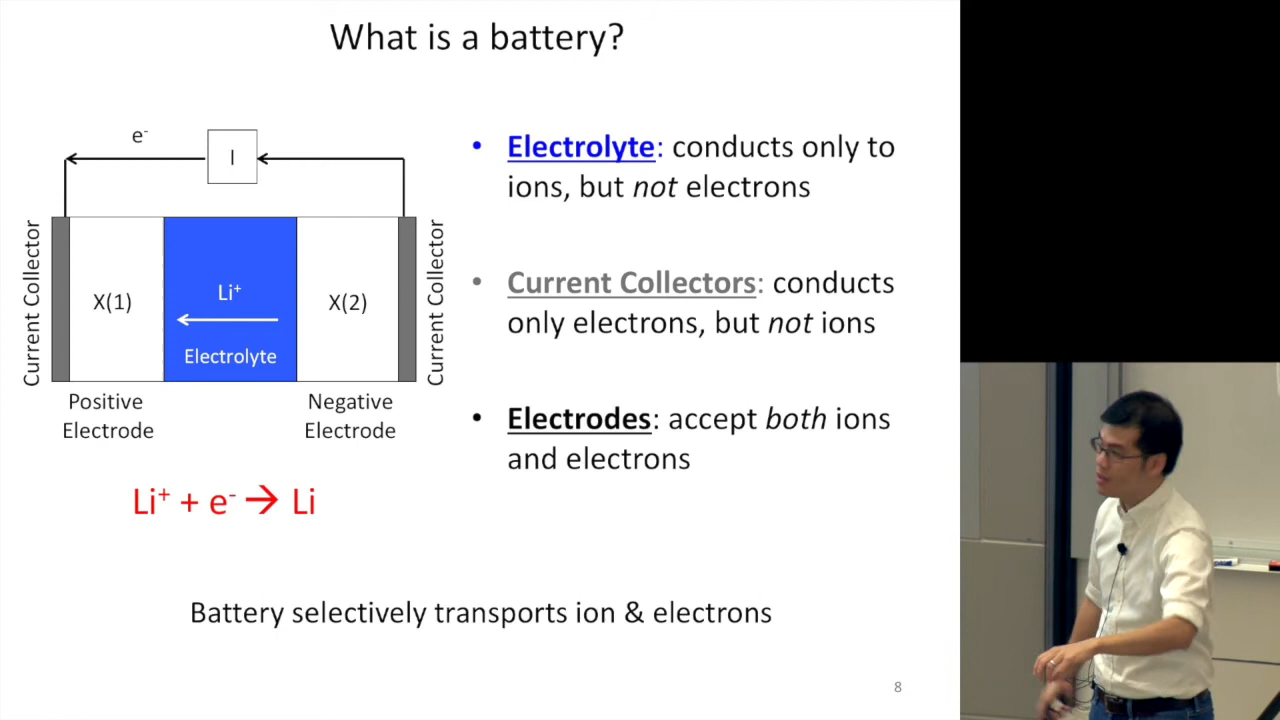 What is a battery?
e-
I
Current Collector
X(1)
Li+
Electrolyte
X(2)
Current Collector
Positive
Electrode
Negative
Electrode
Li+ + e- → Li
• Electrolyte: conducts only to
ions, but not electrons
• Current Collectors: conducts
only electrons, but not ions
• Electrodes: accept both ions
and electrons
Battery selectively transports ion & electrons
8